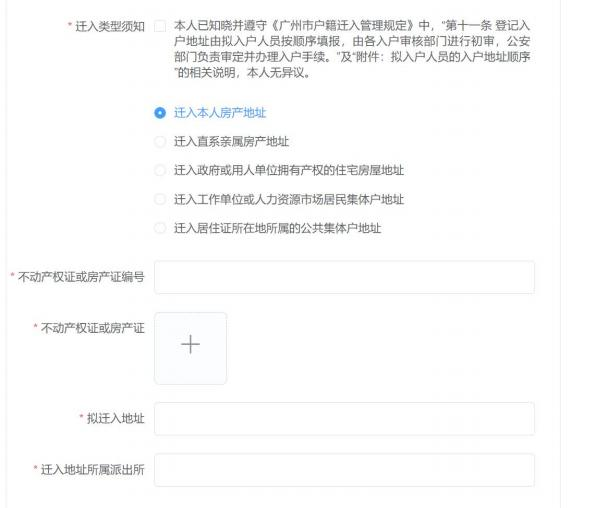 * 迁入类型须知 本人已知晓并遵守《广州市户籍迁入管理规定》中，“第十一条 登记入
户地址由拟入户人员按顺序填报，由各入户审核部门进行初审，公安
部门负责审定并办理入户手续。”及“附件：拟入户人员的入户地址顺序
”的相关说明，本人无异议。
迁入本人房产地址
迁入直系亲属房产地址
迁入政府或用人单位拥有产权的住宅房屋地址
迁入工作单位或人力资源市场居民集体户地址
迁入居住证所在地所属的公共集体户地址
* 不动产权证或房产证编号
* 不动产权证或房产证
* 拟迁入地址
* 迁入地址所属派出所